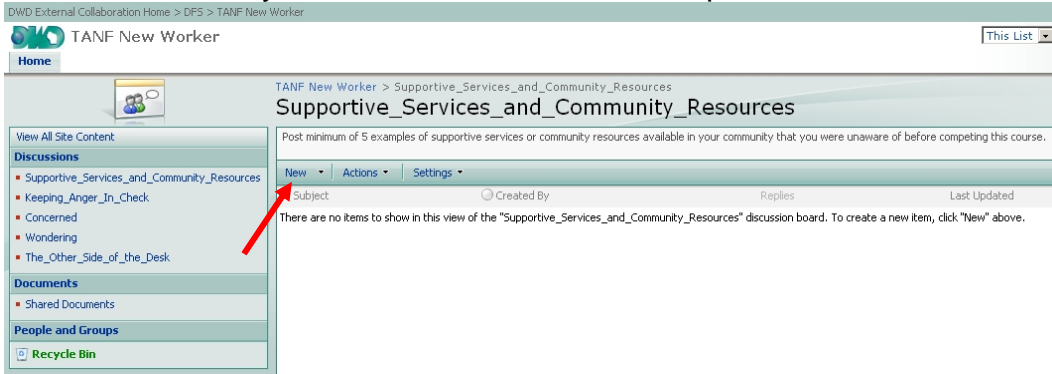 DWD External Collaboration Home > DFS > TANF New Worker
TANF New Worker
This List
Home
TANF New Worker > Supportive_Services_and_Community_Resources
Supportive_Services_and_Community_Resources
View All Site Content
Post minimum of 5 examples of supportive services or community resources available in your community that you were unaware of before competing this course.
Discussions
Supportive_Services_and_Community_Resources
Keeping_Anger_In_Check
Concerned
Wondering
The_Other_Side_of_the_Desk
New Actions Settings
Subject Created By Replies Last Updated
There are no items to show in this view of the "Supportive_Services_and_Community_Resources" discussion board. To create a new item, click "New" above.
Documents
Shared Documents
People and Groups
Recycle Bin